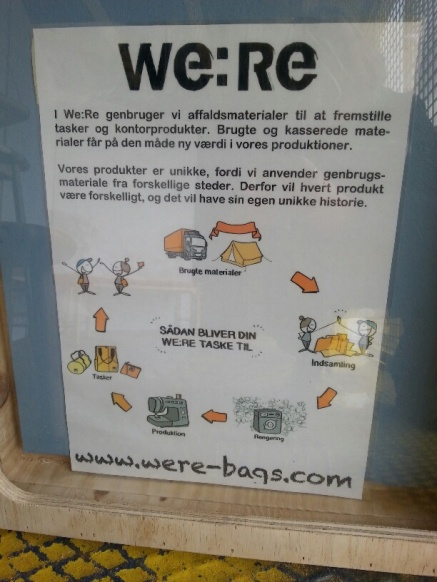 We:Re
I We:Re genbruger vi affaldsmaterialer til at fremstille
tasker og kontorprodukter. Brugte og kasserede mate-
rialer får på den måde ny værdi i vores produktioner.
Vores produkter er unikke, fordi vi anvender genbrugs-
materiale fra forskellige steder. Derfor vil hvert produkt
være forskelligt, og det vil have sin egen unikke historie.
Brugte materialer
SÅDAN BLIVER DIN
WE:RE TASKE TIL
Indsamling
Tasker
Produktion
Rengøring
www.were-bags.com